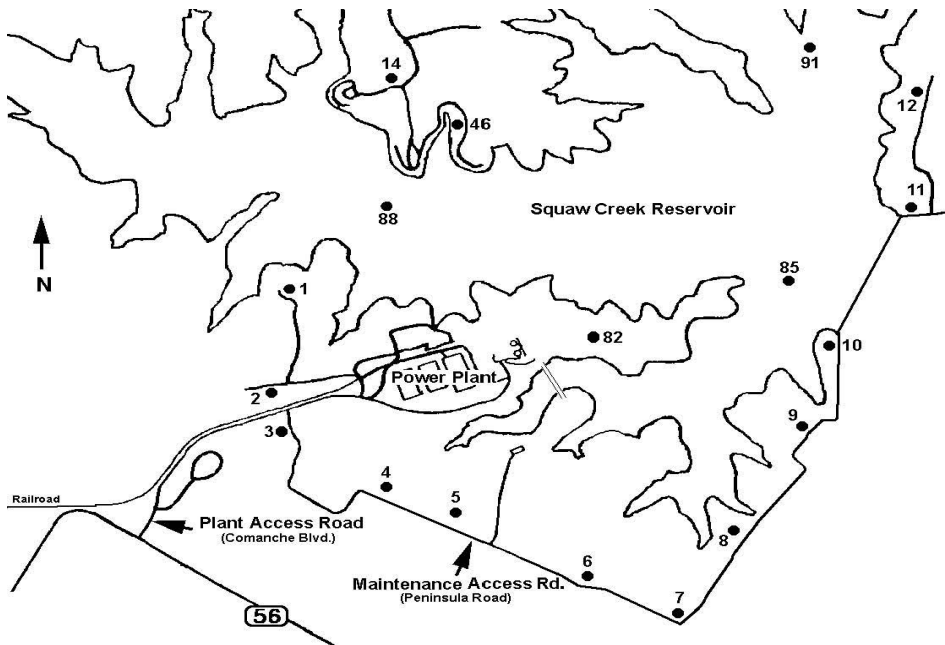 14
91
12
46
11
88
Squaw Creek Reservoir
N
1
85
82
10
Power Plant
2
9
3
4
5
Railroad
Plant Access Road
(Comanche Blvd.)
8
6
Maintenance Access Rd.
(Peninsula Road)
7
56